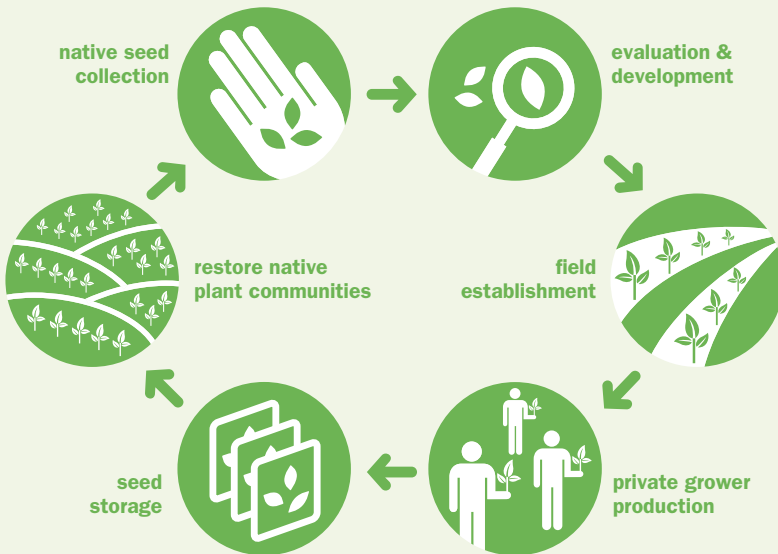 native seed
collection
evaluation &
development
field
establishment
private grower
production
seed
storage
restore native
plant communities